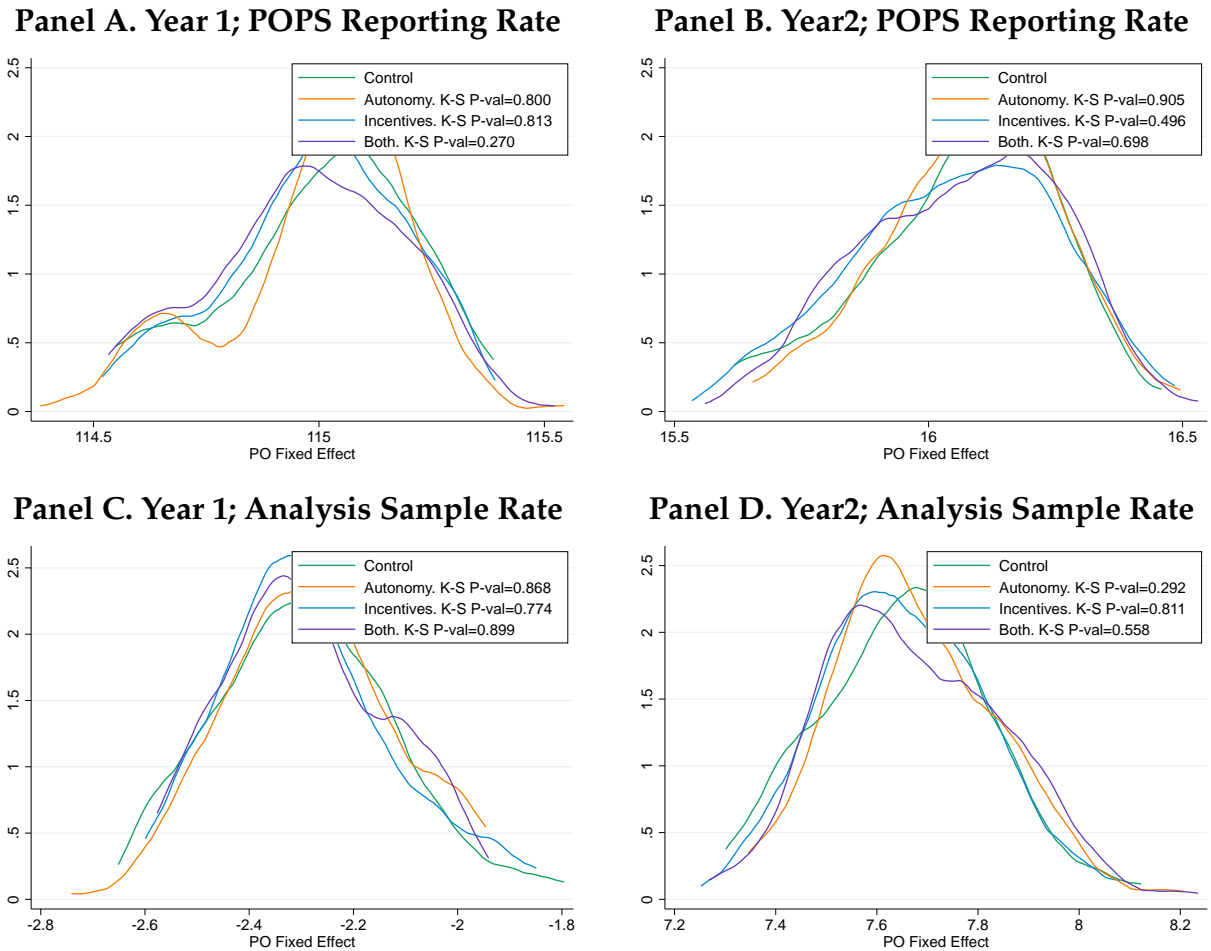 Panel A. Year 1; POPS Reporting Rate
2.5
2
1.5
1
.5
0
Control
Autonomy. K-S P-val=0.800
Incentives. K-S P-val=0.813
Both. K-S P-val=0.270
114.5 115 115.5
PO Fixed Effect
Panel B. Year2; POPS Reporting Rate
2.5
2
1.5
1
.5
0
Control
Autonomy. K-S P-val=0.905
Incentives. K-S P-val=0.496
Both. K-S P-val=0.698
15.5 16 16.5
PO Fixed Effect
Panel C. Year 1; Analysis Sample Rate
2.5
2
1.5
1
.5
0
Control
Autonomy. K-S P-val=0.868
Incentives. K-S P-val=0.774
Both. K-S P-val=0.899
-2.8 -2.6 -2.4 -2.2 -2 -1.8
PO Fixed Effect
Panel D. Year2; Analysis Sample Rate
2.5
2
1.5
1
.5
0
Control
Autonomy. K-S P-val=0.292
Incentives. K-S P-val=0.811
Both. K-S P-val=0.558
7.2 7.4 7.6 7.8 8 8.2
PO Fixed Effect